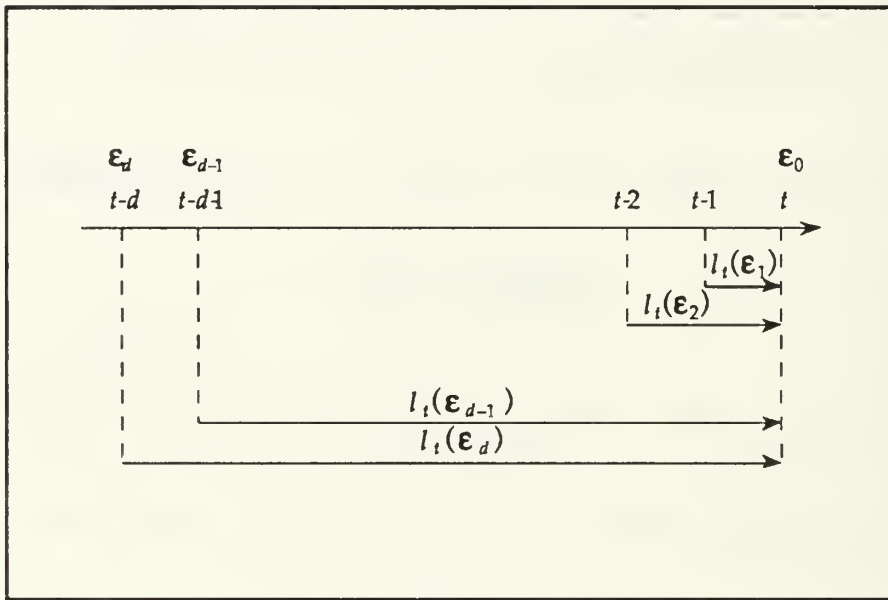 ε_d ε_{d-1} ε_0
t-d t-d-1 t-2 t-1 t
l_t(ε_1)
l_t(ε_2)
l_t(ε_{d-1})
l_t(ε_d)